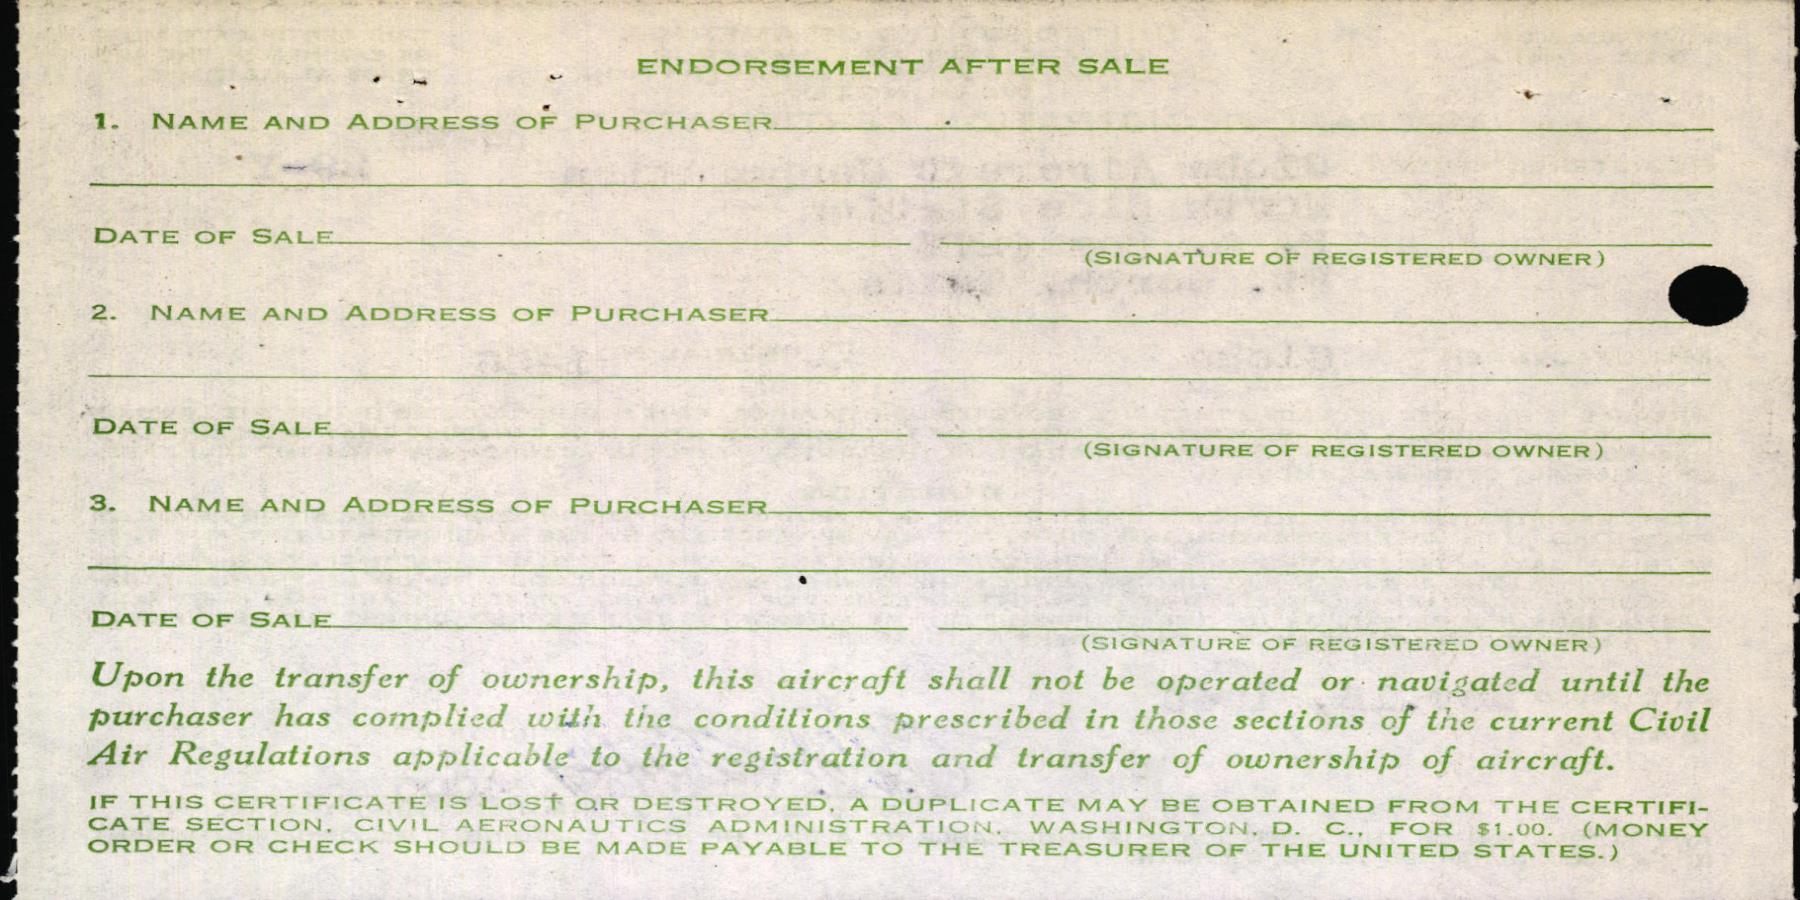 ENDORSEMENT AFTER SALE
1. NAME AND ADDRESS OF PURCHASER
DATE OF SALE
(SIGNATURE OF REGISTERED OWNER)
2. NAME AND ADDRESS OF PURCHASER
DATE OF SALE
(SIGNATURE OF REGISTERED OWNER)
3. NAME AND ADDRESS OF PURCHASER
DATE OF SALE
(SIGNATURE OF REGISTERED OWNER)
Upon the transfer of ownership, this aircraft shall not be operated or navigated until the
purchaser has complied with the conditions prescribed in those sections of the current Civil
Air Regulations applicable to the registration and transfer of ownership of aircraft.
IF THIS CERTIFICATE IS LOST OR DESTROYED, A DUPLICATE MAY BE OBTAINED FROM THE CERTIFI-
CATE SECTION, CIVIL AERONAUTICS ADMINISTRATION, WASHINGTON, D. C., FOR $1.00. (MONEY
ORDER OR CHECK SHOULD BE MADE PAYABLE TO THE TREASURER OF THE UNITED STATES.)